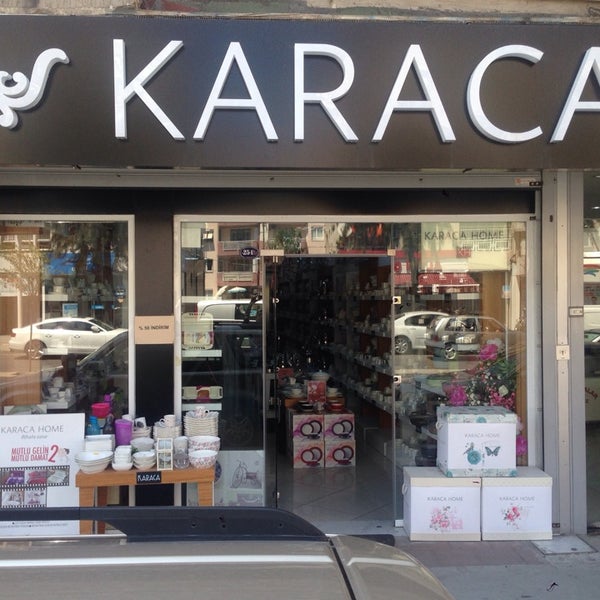 KARACA
KARACA HOME
25-B
% 50 İNDİRİM
KARACA HOME
MUTLU GELİN
MUTLU DAMAT 2
KARACA
KARACA HOME
KARACA HOME
KARACA HOME